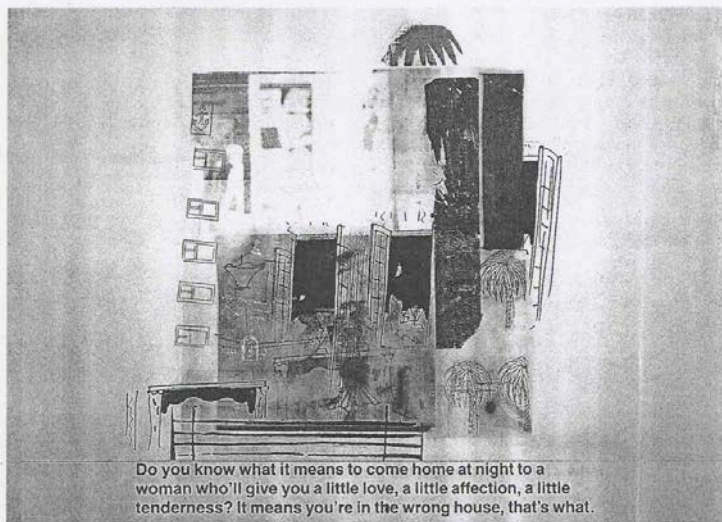 Do you know what it means to come home at night to a
woman who'll give you a little love, a little affection, a little
tenderness? It means you're in the wrong house, that's what.